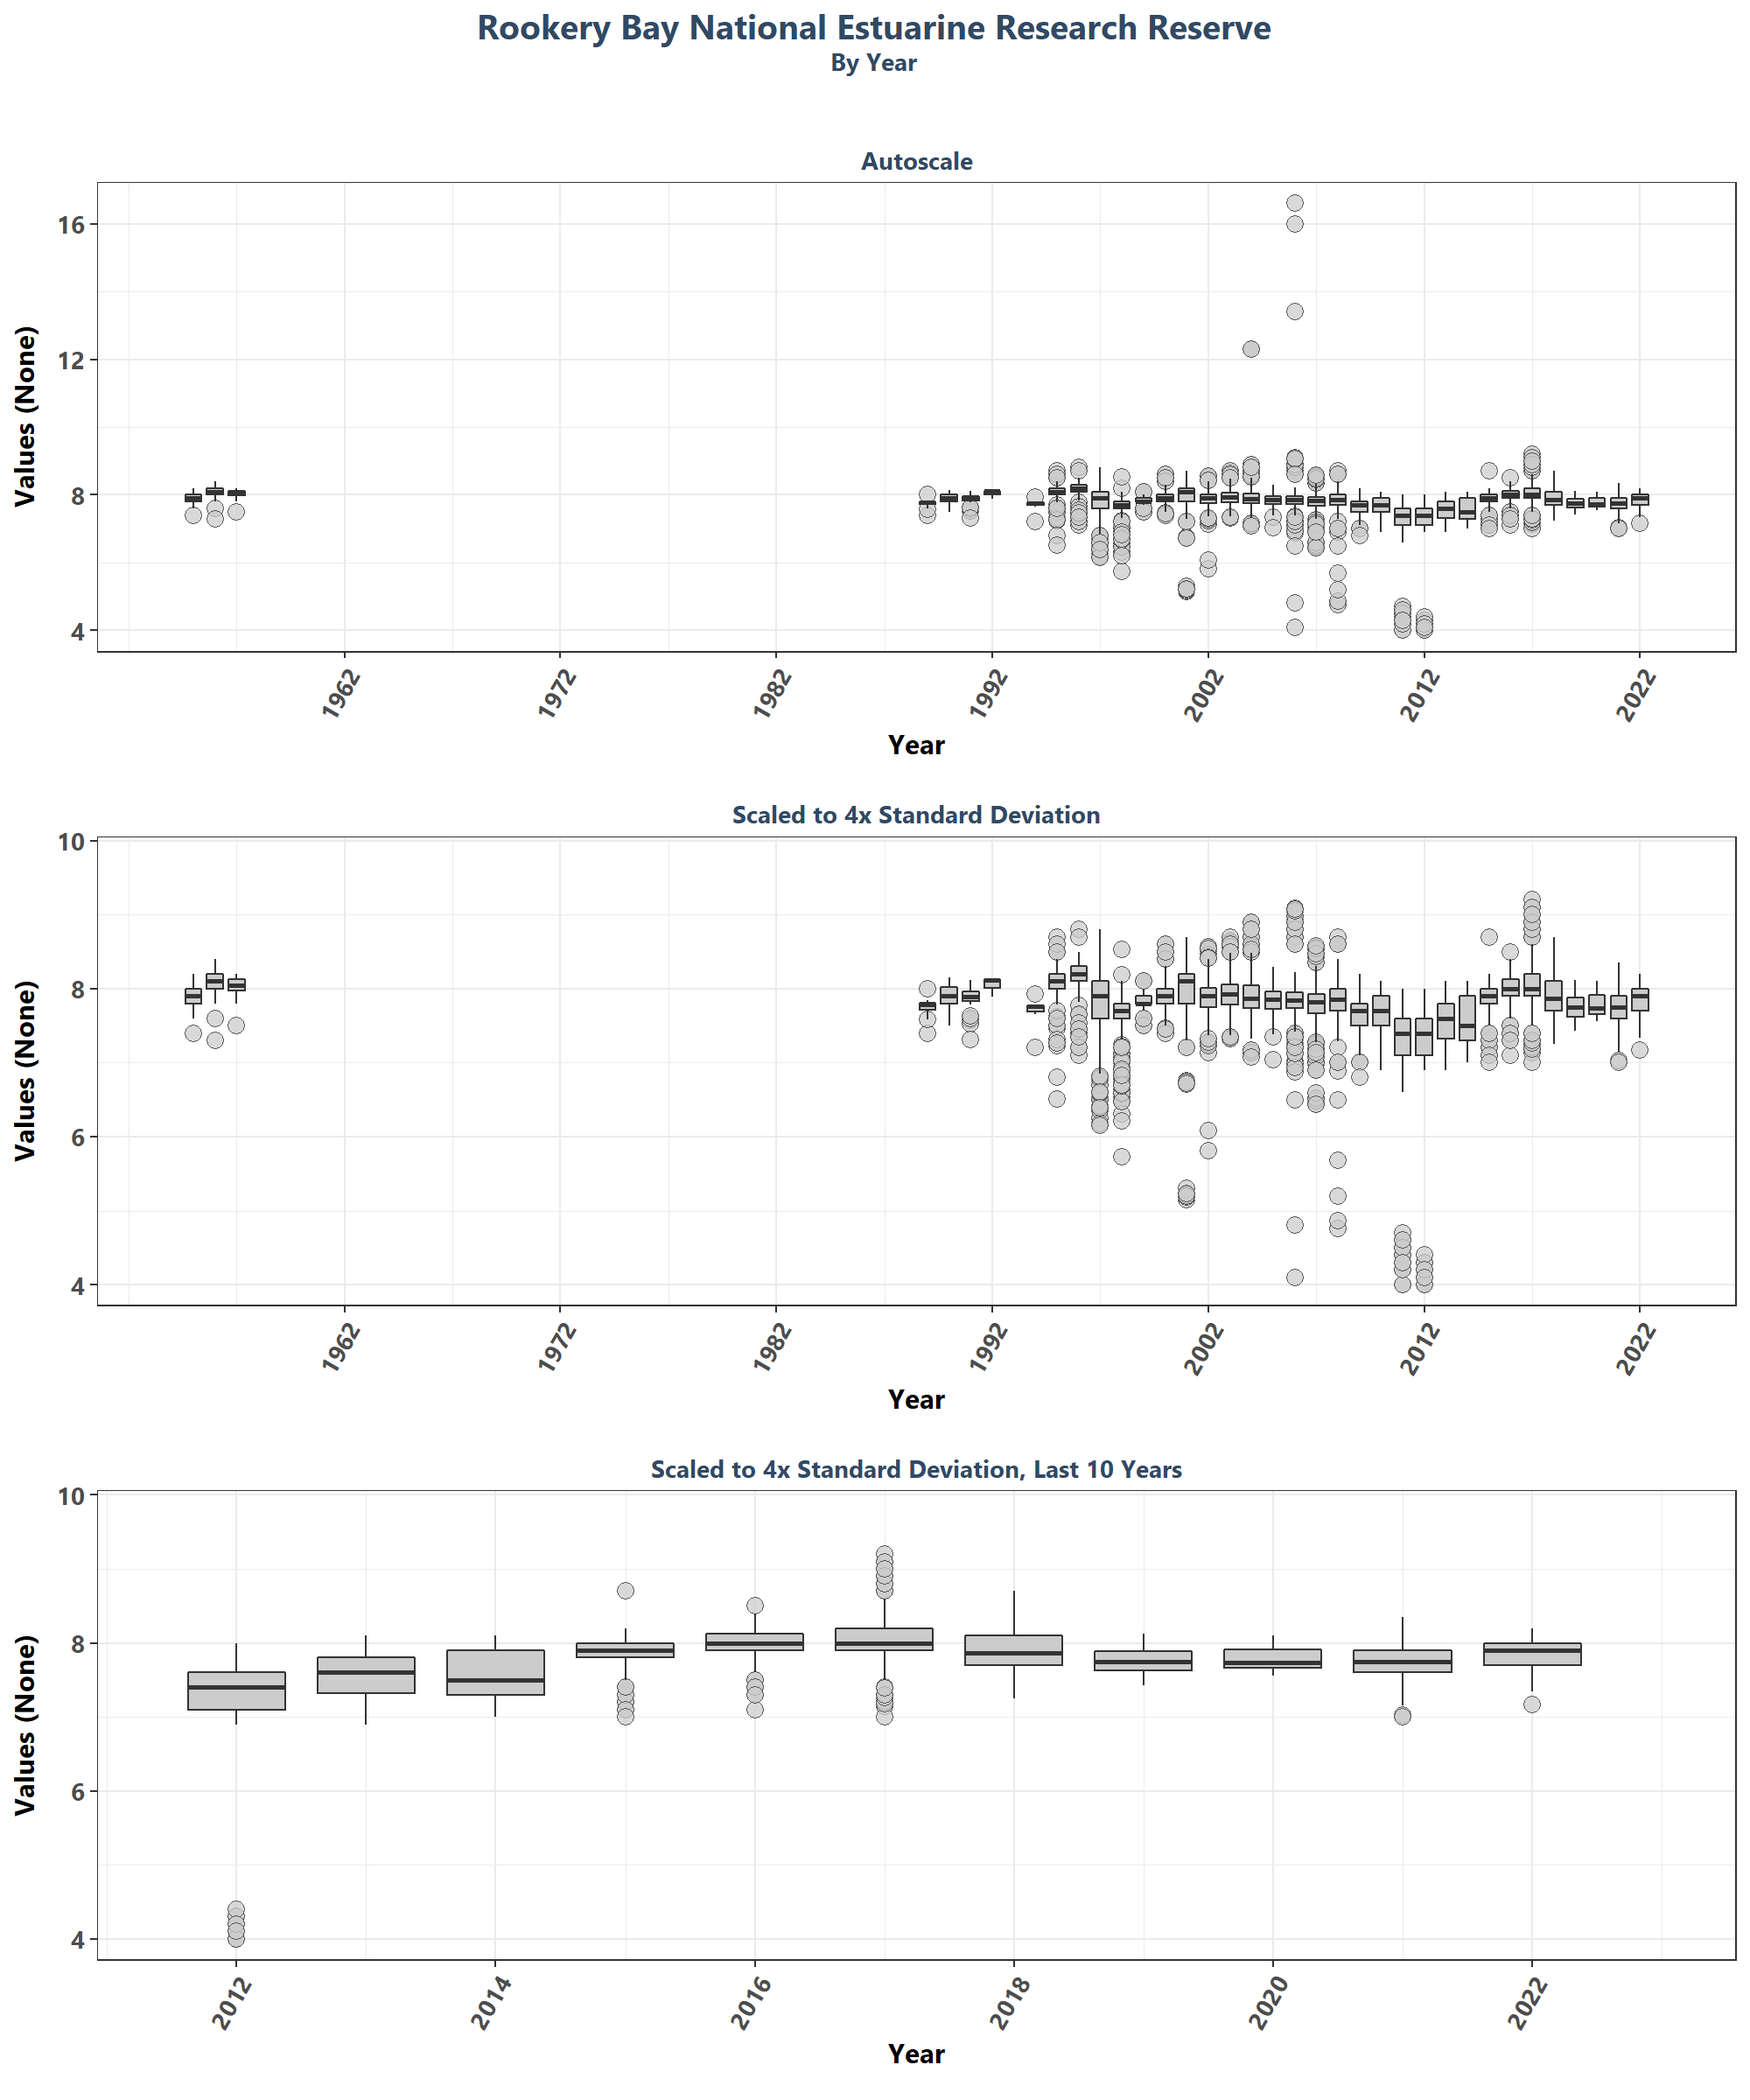 Rookery Bay National Estuarine Research Reserve
By Year
Autoscale
Values (None)
16
12
8
4
1962 1972 1982 1992 2002 2012 2022
Year
Scaled to 4x Standard Deviation
Values (None)
10
8
6
4
1962 1972 1982 1992 2002 2012 2022
Year
Scaled to 4x Standard Deviation, Last 10 Years
Values (None)
10
8
6
4
2012 2014 2016 2018 2020 2022
Year